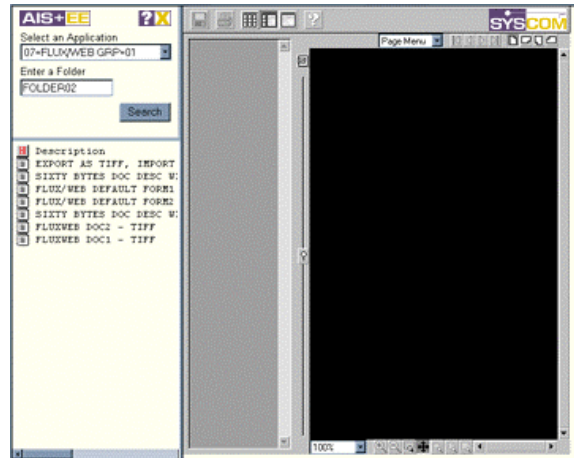 AIS+EE ? X
Select an Application
07=FLUX/WEB GRP=01
Enter a Folder
FOLDER02
Search
Description
EXPORT AS TIFF, IMPORT
SIXTY BYTES DOC DESC W:
FLUX/WEB DEFAULT FORM1
FLUX/WEB DEFAULT FORM2
SIXTY BYTES DOC DESC W:
FLUXWEB DOC2 - TIFF
FLUXWEB DOC1 - TIFF
?
SYSCOM
Page Menu
100%